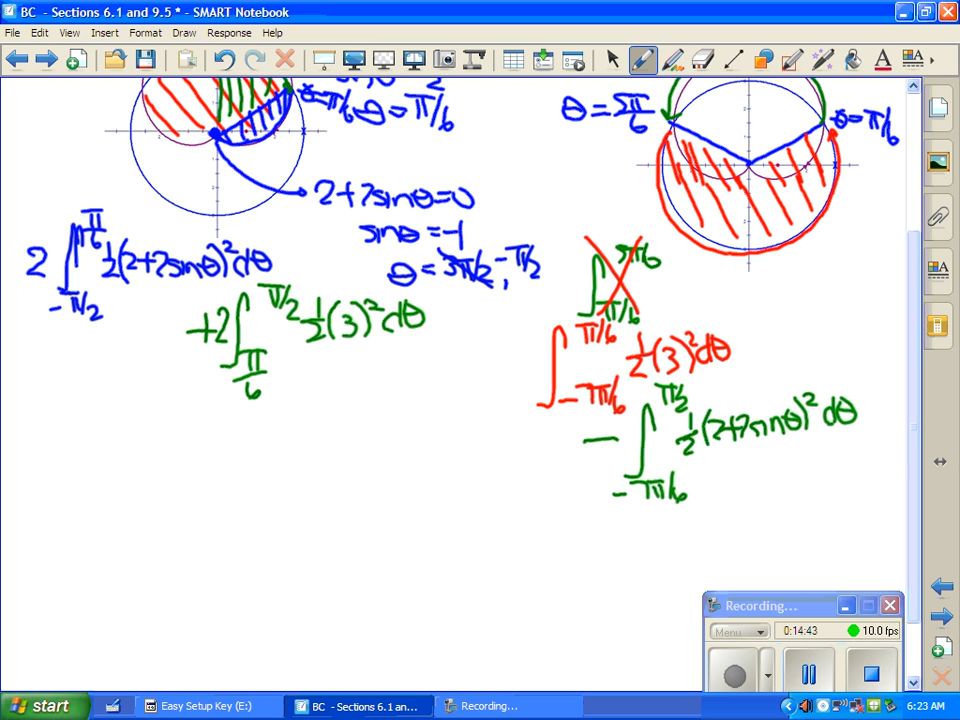 BC - Sections 6.1 and 9.5 * - SMART Notebook
File Edit View Insert Format Draw Response Help
θ=π/6 θ=π/6
2+2sinθ=0
sinθ=-1
θ=3π/2, -π/2
2∫ -π/2 π/6 1/2(2+2sinθ)²dθ
+2∫ π/6 π/2 1/2(3)²dθ
θ=5π/6
θ=π/6
∫ -π/6
∫ -7π/6 π/6 1/2(3)²dθ
-∫ -7π/6 π/2 1/2(2+2sinθ)²dθ
Recording...
Menu
0:14:43
10.0 fps
start
Easy Setup Key (E:)
BC - Sections 6.1 an...
Recording...
6:23 AM